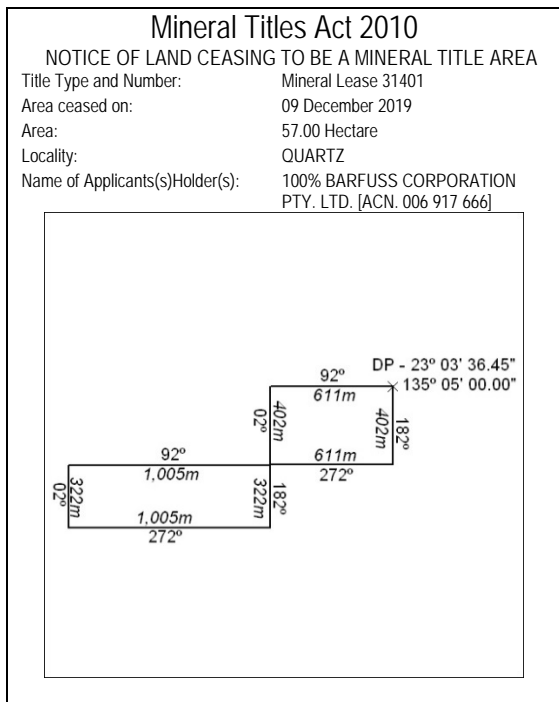 Mineral Titles Act 2010
NOTICE OF LAND CEASING TO BE A MINERAL TITLE AREA
Title Type and Number: Mineral Lease 31401
Area ceased on: 09 December 2019
Area: 57.00 Hectare
Locality: QUARTZ
Name of Applicants(s)Holder(s): 100% BARFUSS CORPORATION
PTY. LTD. [ACN. 006 917 666]
DP - 23º 03' 36.45"
135º 05' 00.00"
92º
611m
02º
402m
402m
182º
611m
272º
92º
1,005m
02º
322m
322m
182º
1,005m
272º